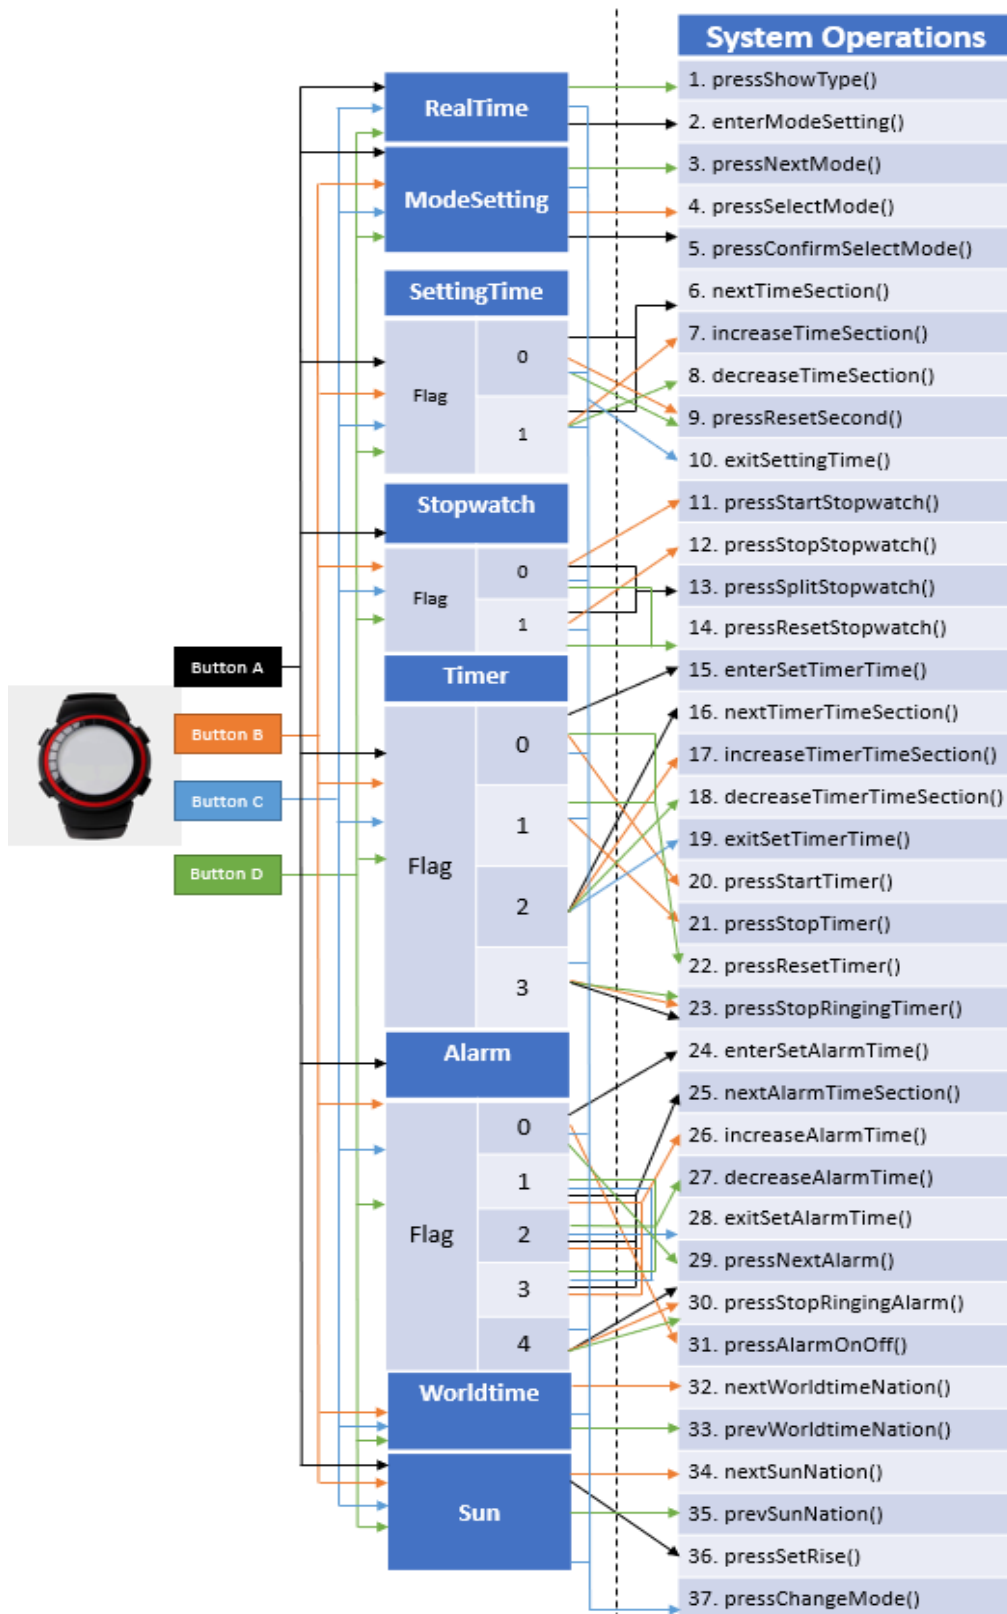 System Operations
1. pressShowType()
2. enterModeSetting()
3. pressNextMode()
4. pressSelectMode()
5. pressConfirmSelectMode()
6. nextTimeSection()
7. increaseTimeSection()
8. decreaseTimeSection()
9. pressResetSecond()
10. exitSettingTime()
11. pressStartStopwatch()
12. pressStopStopwatch()
13. pressSplitStopwatch()
14. pressResetStopwatch()
15. enterSetTimerTime()
16. nextTimerTimeSection()
17. increaseTimerTimeSection()
18. decreaseTimerTimeSection()
19. exitSetTimerTime()
20. pressStartTimer()
21. pressStopTimer()
22. pressResetTimer()
23. pressStopRingingTimer()
24. enterSetAlarmTime()
25. nextAlarmTimeSection()
26. increaseAlarmTime()
27. decreaseAlarmTime()
28. exitSetAlarmTime()
29. pressNextAlarm()
30. pressStopRingingAlarm()
31. pressAlarmOnOff()
32. nextWorldtimeNation()
33. prevWorldtimeNation()
34. nextSunNation()
35. prevSunNation()
36. pressSetRise()
37. pressChangeMode()
RealTime
ModeSetting
SettingTime
Flag
0
1
Stopwatch
Flag
0
1
Timer
Flag
0
1
2
3
Alarm
Flag
0
1
2
3
4
Worldtime
Sun
Button A
Button B
Button C
Button D